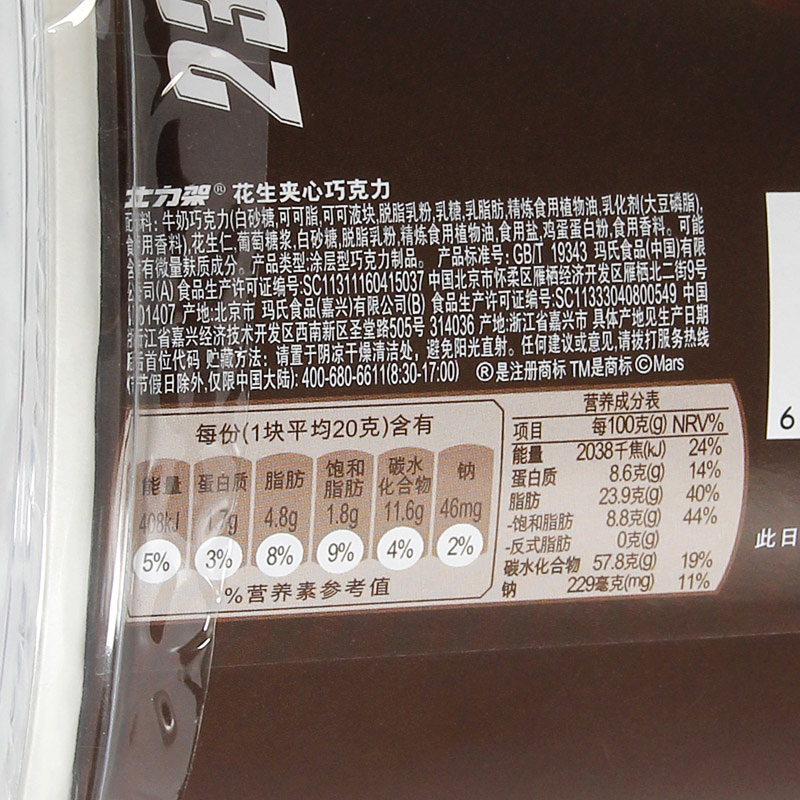 士力架® 花生夹心巧克力
配料: 牛奶巧克力(白砂糖,可可脂,可可液块,脱脂乳粉,乳糖,乳脂肪,精炼食用植物油,乳化剂(大豆磷脂),
食用香料),花生仁,葡萄糖浆,白砂糖,脱脂乳粉,精炼食用植物油,食用盐,鸡蛋蛋白粉,食用香料。可能
含有微量麸质成分。产品类型:涂层型巧克力制品。 产品标准号: GB/T 19343 玛氏食品(中国)有限
公司(A) 食品生产许可证编号:SC11311160415037 中国北京市怀柔区雁栖经济开发区雁栖北二街9号
101407 产地:北京市 玛氏食品(嘉兴)有限公司(B) 食品生产许可证编号:SC11333040800549 中国
浙江省嘉兴经济技术开发区西南新区圣堂路505号 314036 产地:浙江省嘉兴市 具体产地见生产日期
后首位代码 贮藏方法: 请置于阴凉干燥清洁处, 避免阳光直射。任何建议或意见,请拨打服务热线
(节假日除外,仅限中国大陆): 400-680-6611(8:30-17:00) ®是注册商标 TM是商标 ©Mars
每份(1块平均20克)含有
能量 蛋白质 脂肪 饱和脂肪 碳水化合物 钠
408kJ 1.7g 4.8g 1.8g 11.6g 46mg
5% 3% 8% 9% 4% 2%
% 营养素参考值
营养成分表
项目 每100克(g) NRV%
能量 2038千焦(kJ) 24%
蛋白质 8.6克(g) 14%
脂肪 23.9克(g) 40%
-饱和脂肪 8.8克(g) 44%
-反式脂肪 0克(g)
碳水化合物 57.8克(g) 19%
钠 229毫克(mg) 11%
6
此日